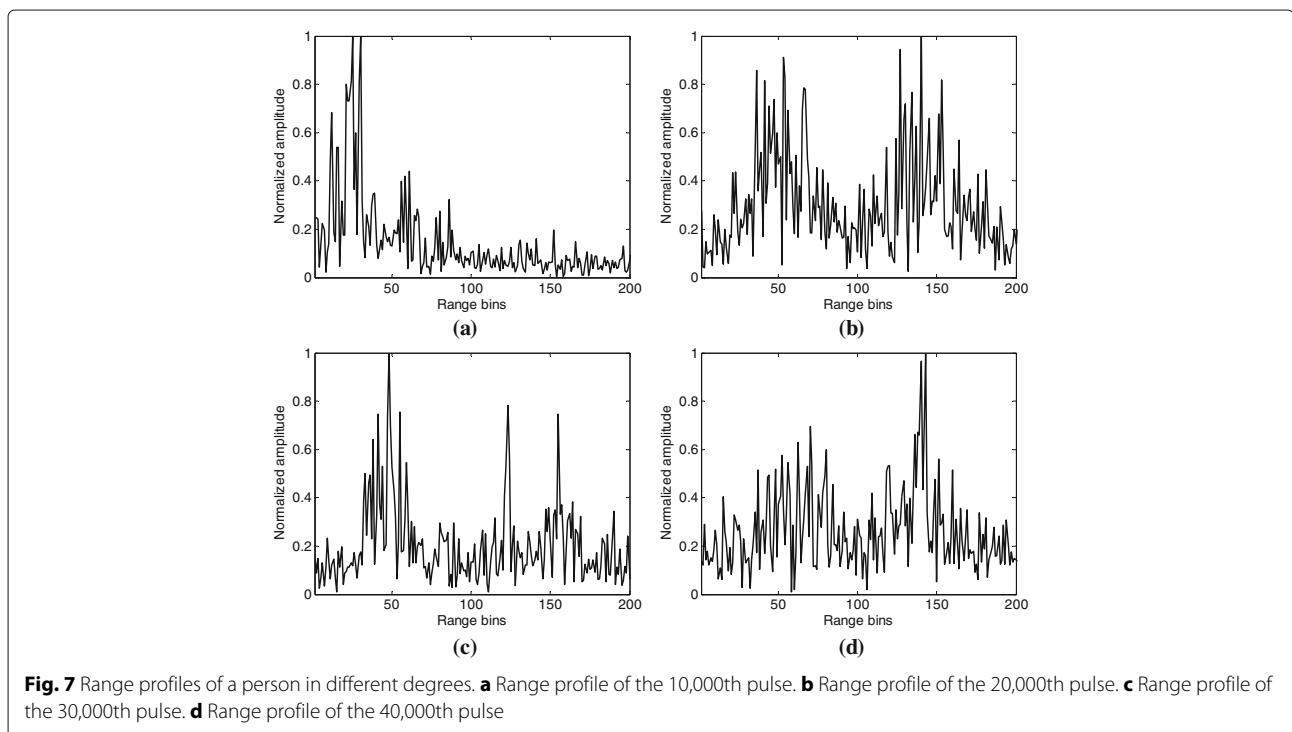 1
0.8
0.6
0.4
0.2
0
Normalized amplitude
50 100 150 200
Range bins
(a)
1
0.8
0.6
0.4
0.2
0
Normalized amplitude
50 100 150 200
Range bins
(b)
1
0.8
0.6
0.4
0.2
0
Normalized amplitude
50 100 150 200
Range bins
(c)
1
0.8
0.6
0.4
0.2
0
Normalized amplitude
50 100 150 200
Range bins
(d)
Fig. 7 Range profiles of a person in different degrees. a Range profile of the 10,000th pulse. b Range profile of the 20,000th pulse. c Range profile of
the 30,000th pulse. d Range profile of the 40,000th pulse